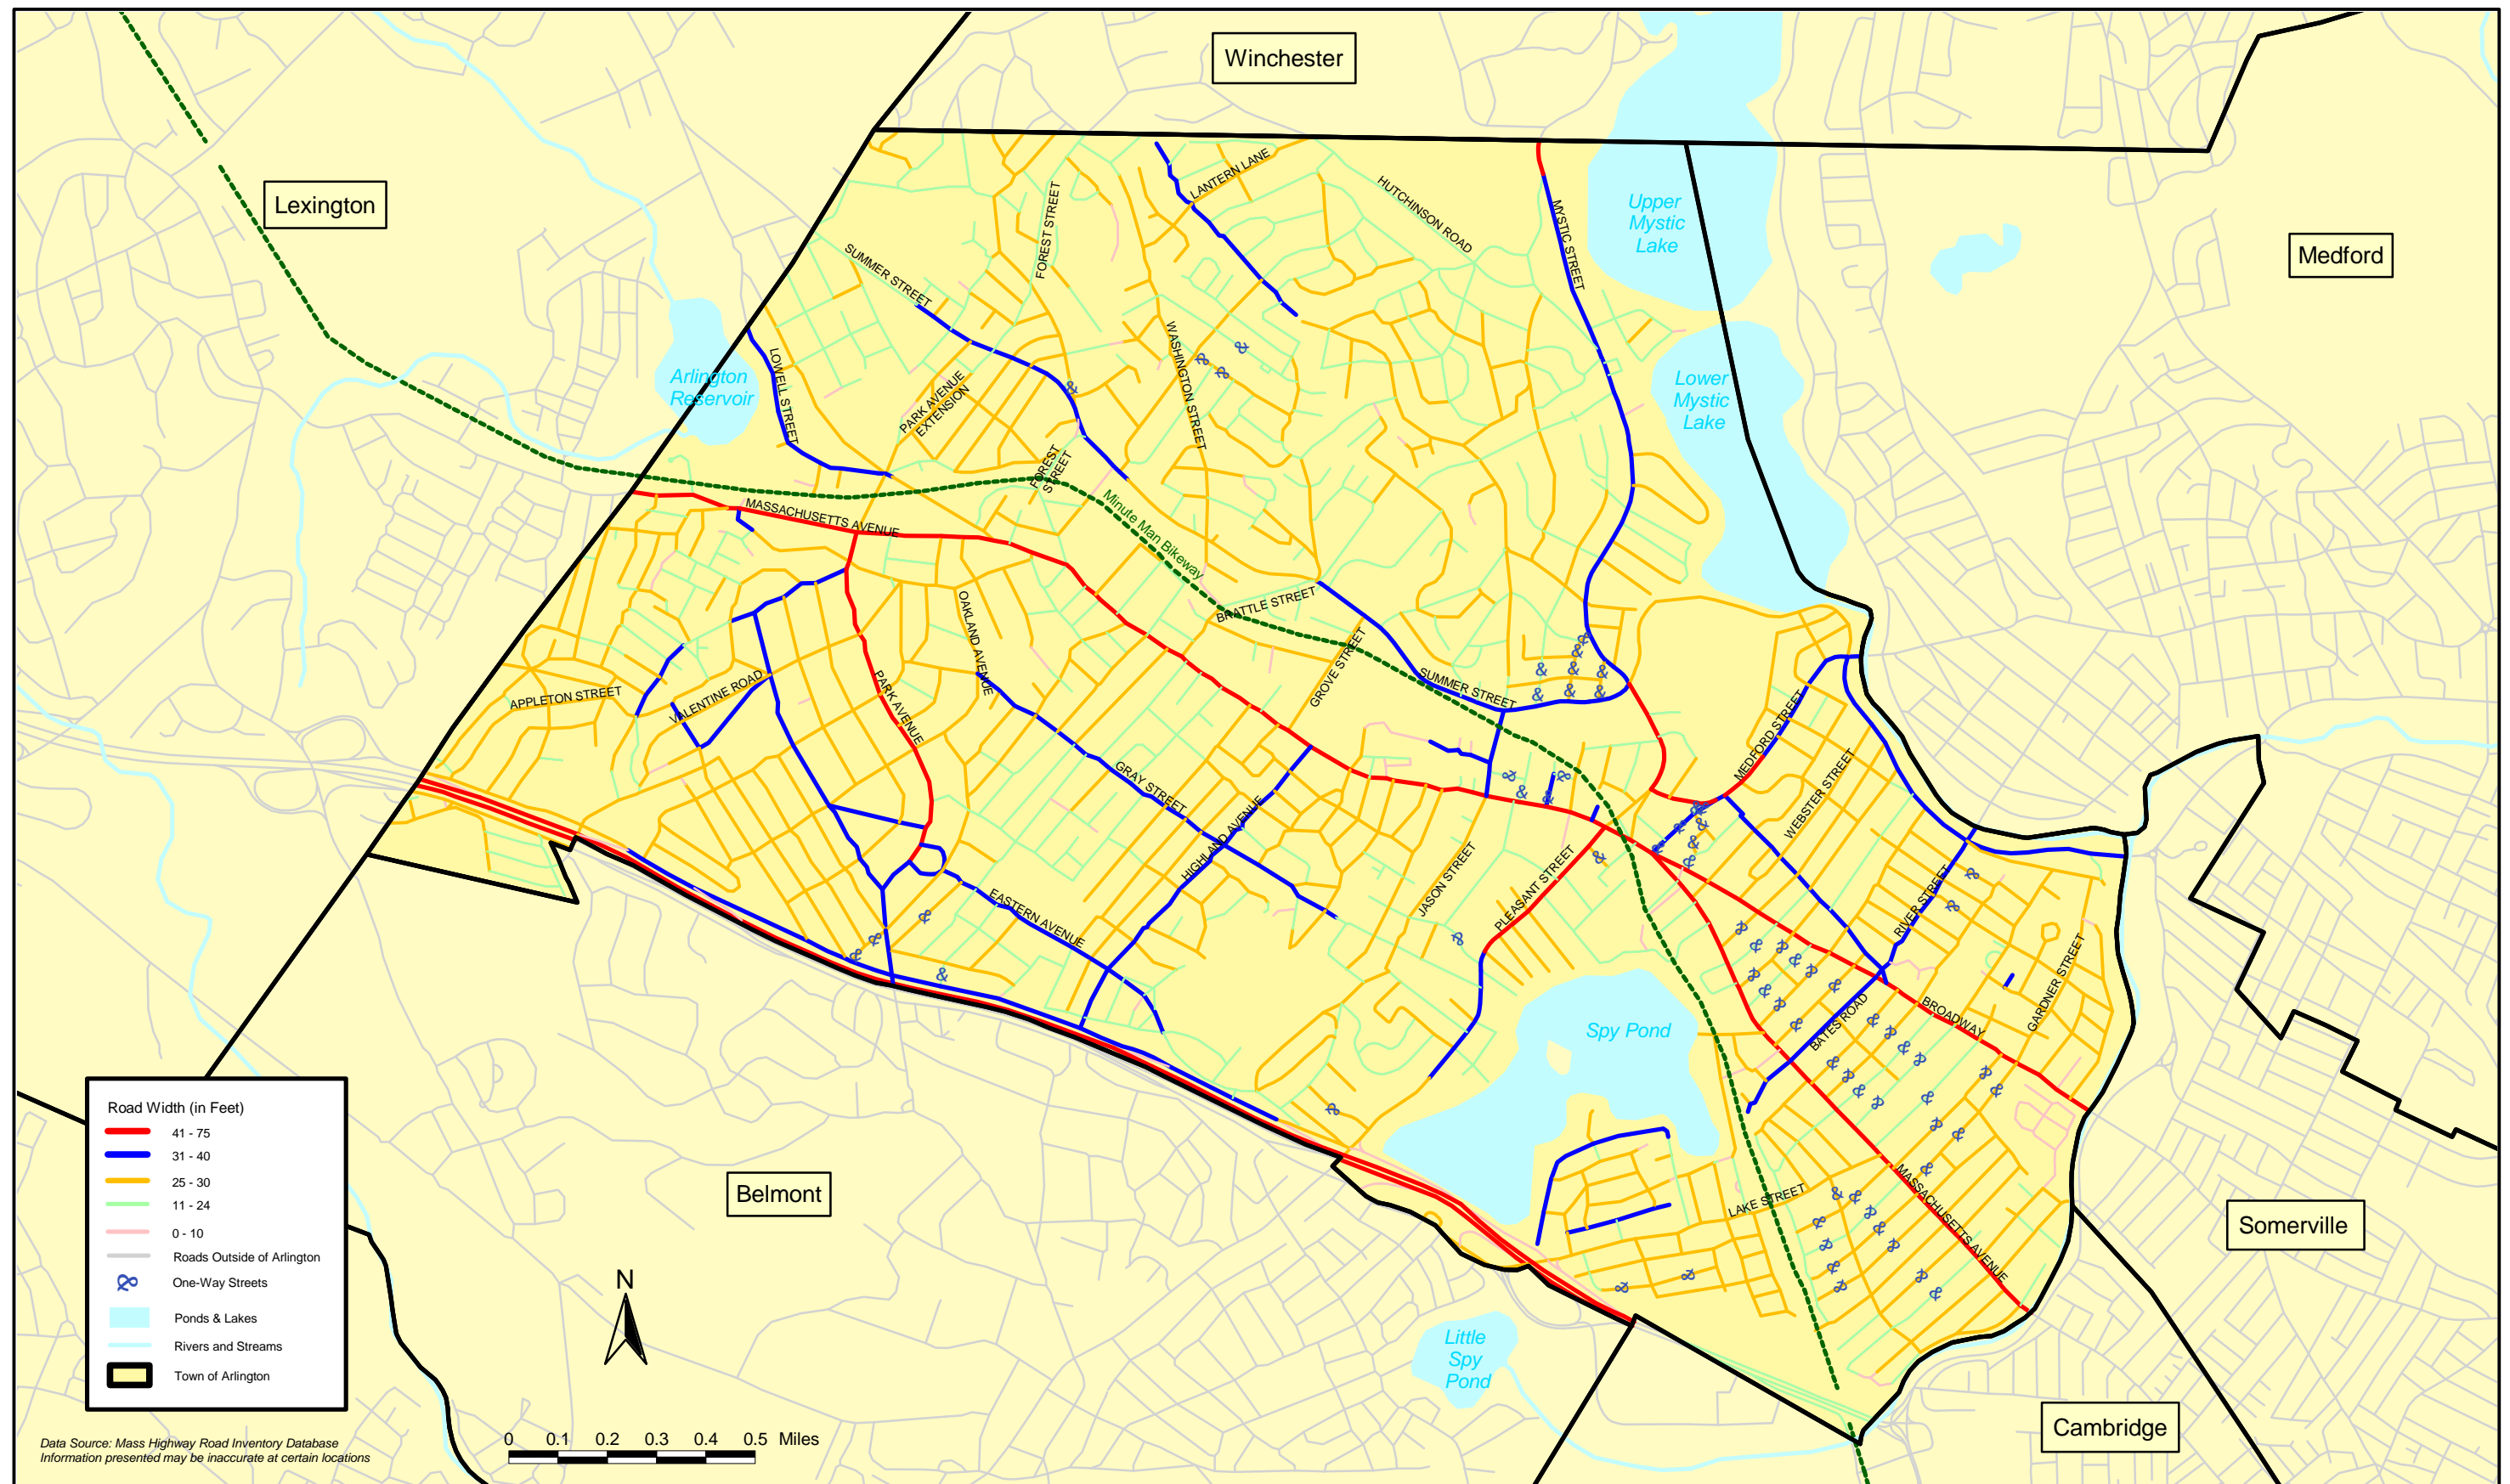 Winchester
Lexington
Medford
Upper
Mystic
Lake
Lower
Mystic
Lake
Arlington
Reservoir
LANTERN LANE
HUTCHINSON ROAD
FOREST STREET
MYSTIC STREET
SUMMER STREET
WASHINGTON STREET
LOWELL STREET
PARK AVENUE
EXTENSION
FOREST
STREET
Minute Man Bikeway
MASSACHUSETTS AVENUE
BRATTLE STREET
OAKLAND AVENUE
GROVE STREET
SUMMER STREET
APPLETON STREET
VALENTINE ROAD
PARK AVENUE
MEDFORD STREET
WEBSTER STREET
GRAY STREET
HIGHLAND AVENUE
JASON STREET
PLEASANT STREET
RIVER STREET
EASTERN AVENUE
GARDNER STREET
BATES ROAD
BROADWAY
Spy Pond
MASSACHUSETTS AVENUE
LAKE STREET
Belmont
Somerville
Cambridge
Little
Spy
Pond
Road Width (in Feet)
41 - 75
31 - 40
25 - 30
11 - 24
0 - 10
Roads Outside of Arlington
One-Way Streets
Ponds & Lakes
Rivers and Streams
Town of Arlington
N
0 0.1 0.2 0.3 0.4 0.5 Miles
Data Source: Mass Highway Road Inventory Database
Information presented may be inaccurate at certain locations